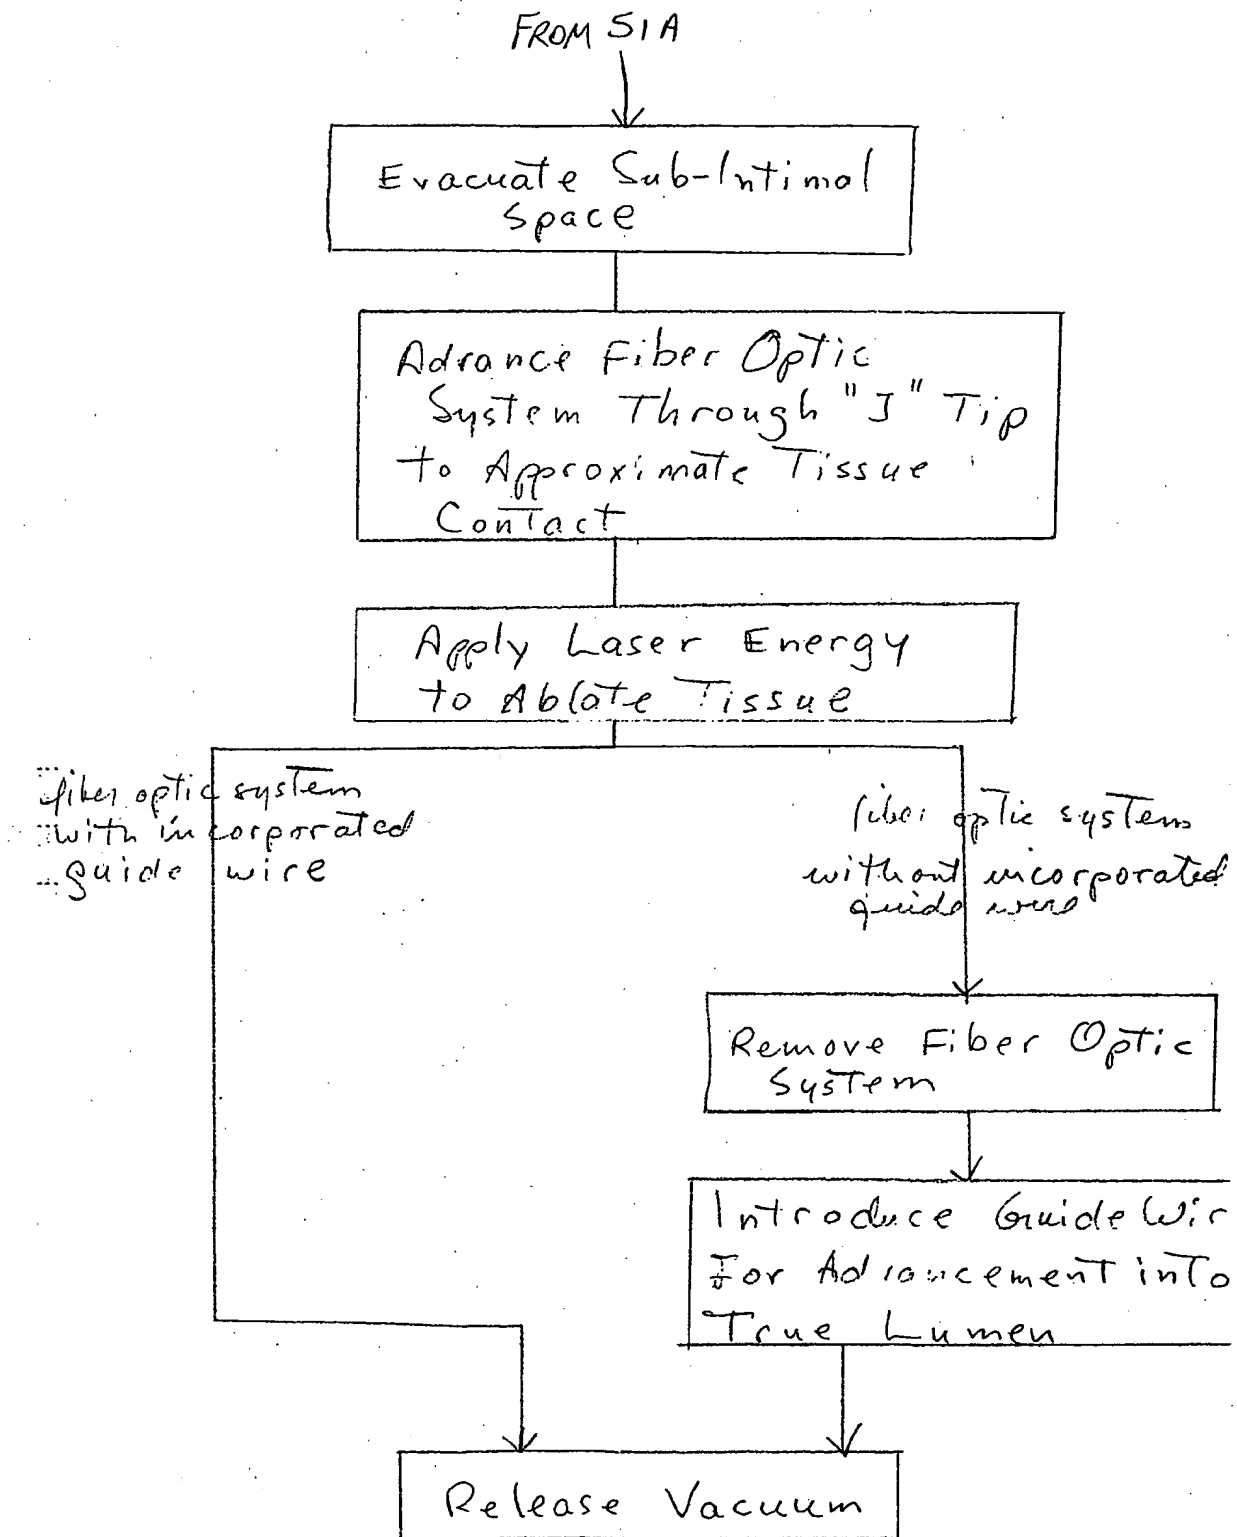 FROM 51A
Evacuate Sub-Intimal
Space
Advance Fiber Optic
System Through "J" Tip
to Approximate Tissue
Contact
Apply Laser Energy
to Ablate Tissue
fiber optic system
with incorporated
guide wire
fiber optic system
without incorporated
guide wire
Remove Fiber Optic
System
Introduce GuideWir
For Advancement into
True Lumen
Release Vacuum